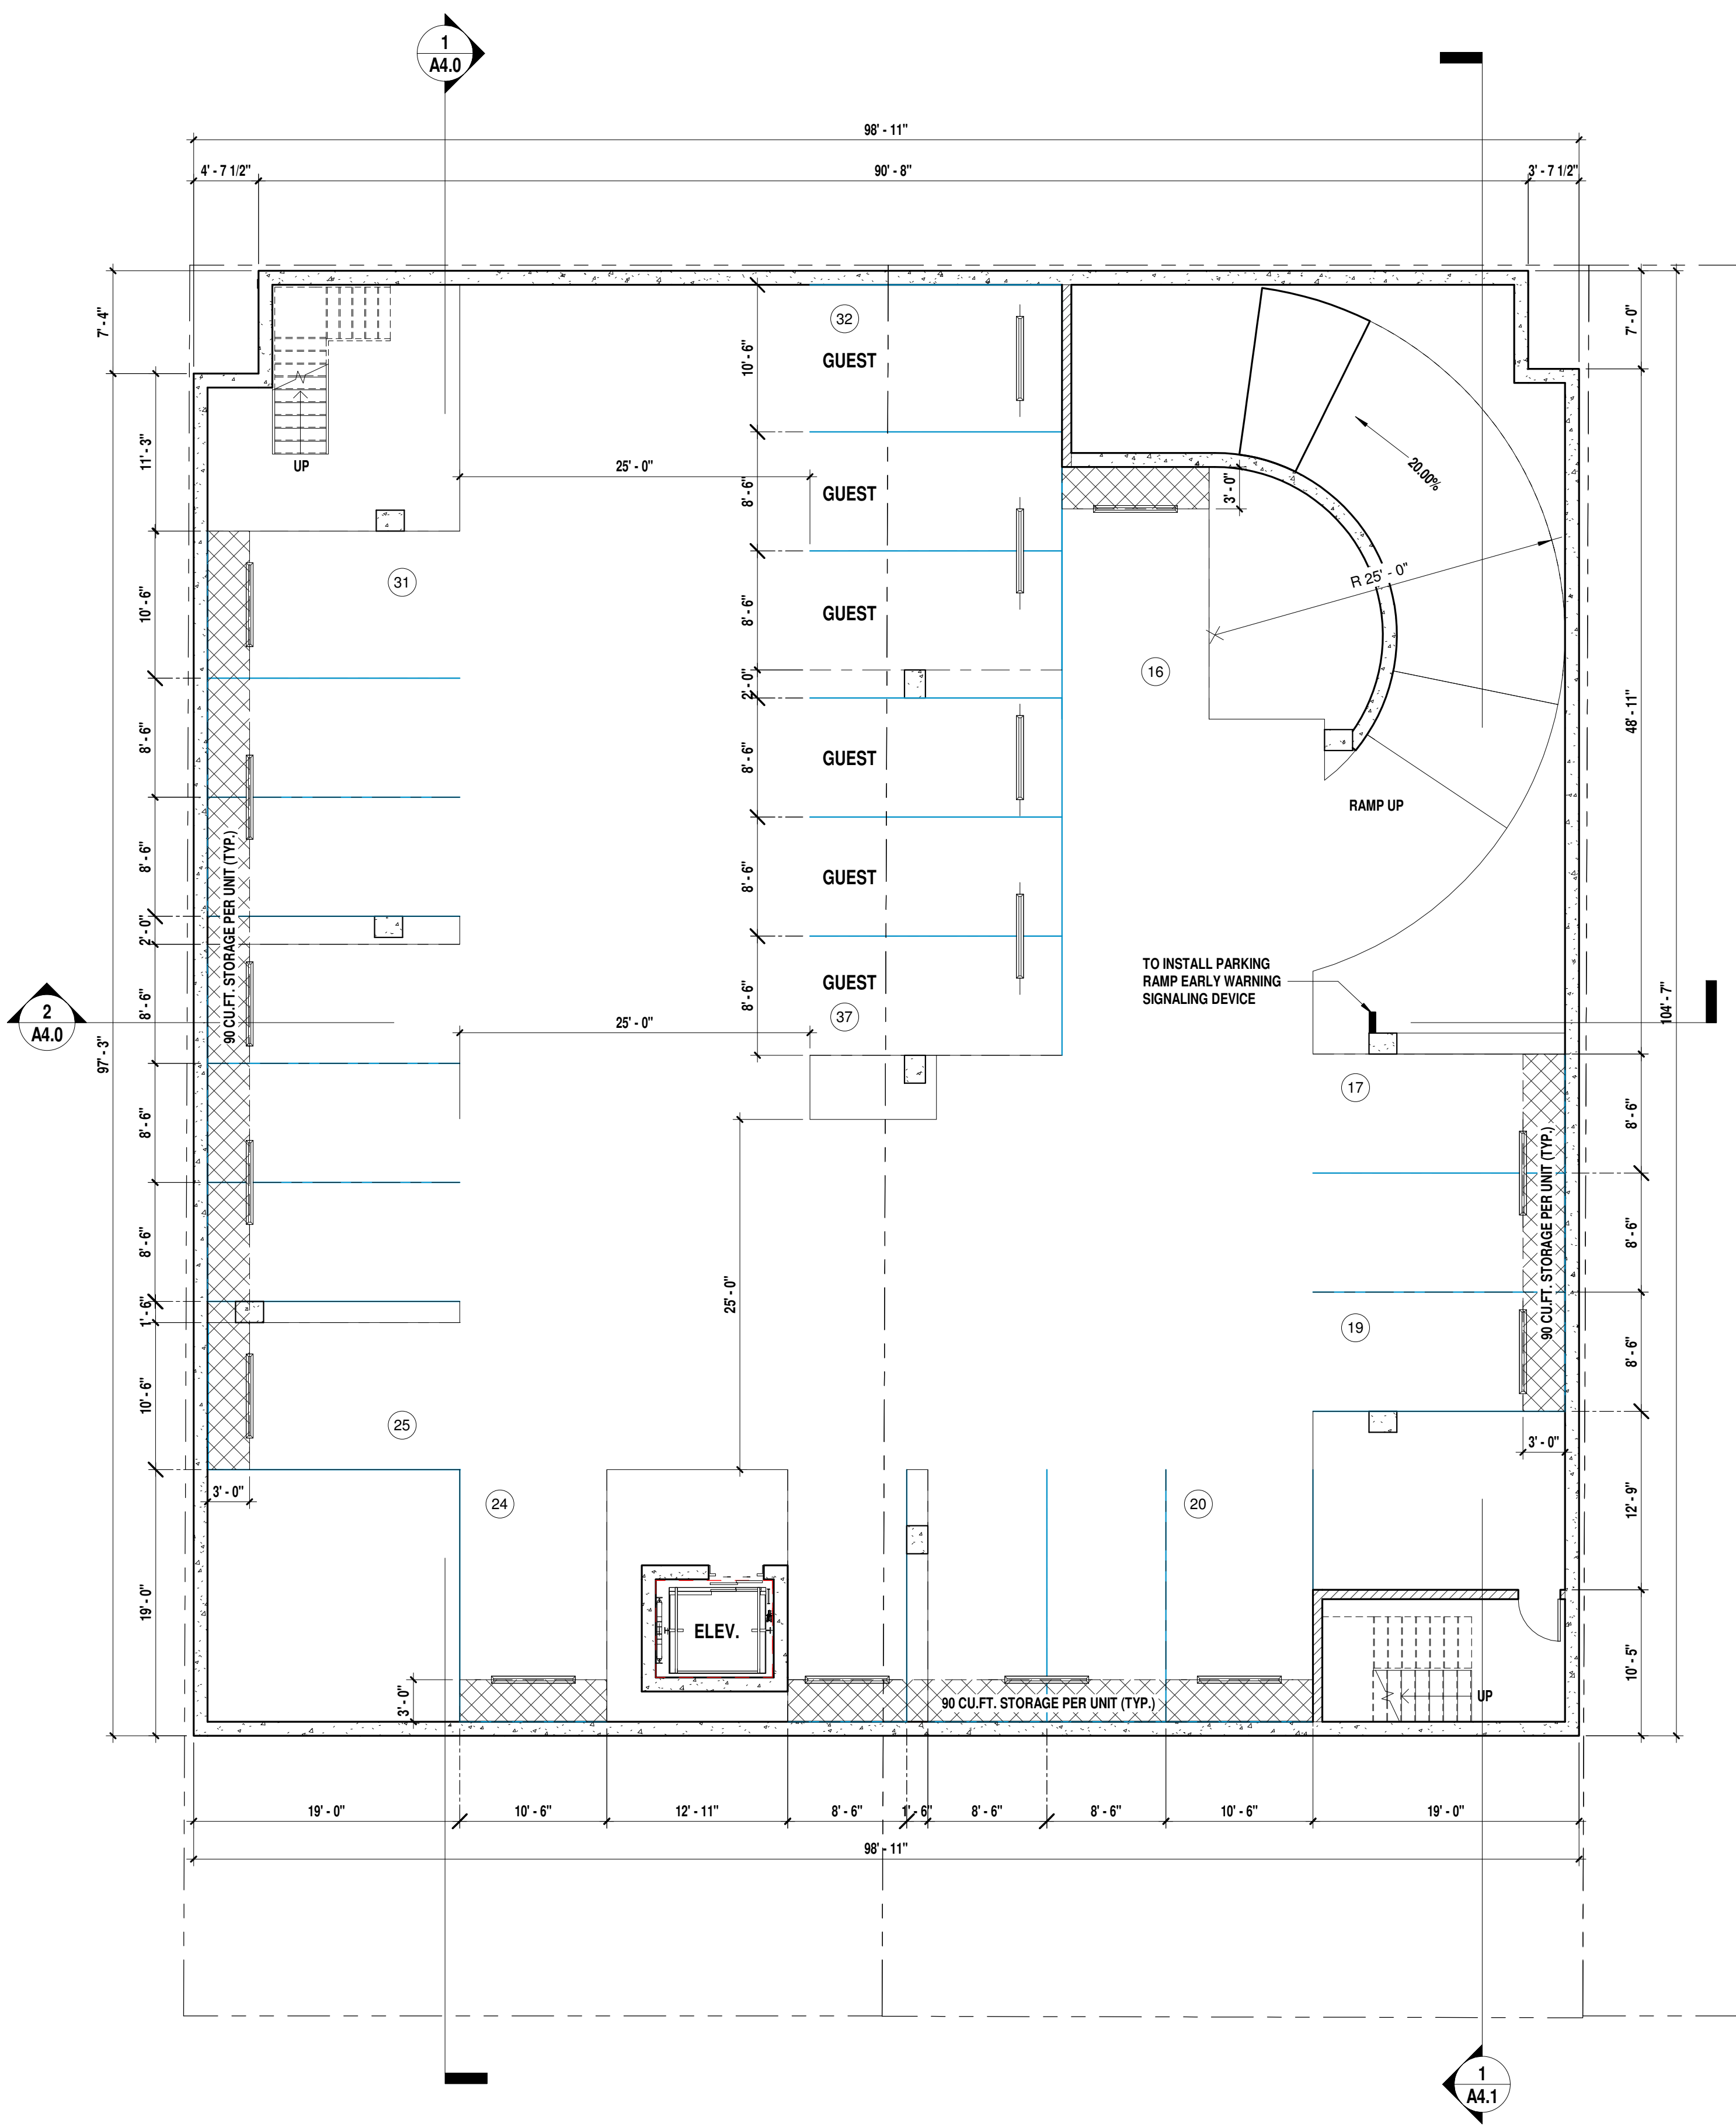 1
A4.0
98' - 11"
4' - 7 1/2"
90' - 8"
3' - 7 1/2"
7' - 4"
7' - 0"
32
GUEST
10' - 6"
11' - 3"
UP
25' - 0"
GUEST
8' - 6"
3' - 0"
20.00%
31
10' - 6"
GUEST
8' - 6"
R 25' - 0"
16
2' - 0"
48' - 11"
8' - 6"
GUEST
8' - 6"
RAMP UP
8' - 6"
GUEST
8' - 6"
2' - 0"
90 CU.FT. STORAGE PER UNIT (TYP.)
TO INSTALL PARKING
RAMP EARLY WARNING
SIGNALING DEVICE
GUEST
8' - 6"
37
8' - 6"
2
A4.0
97' - 3"
25' - 0"
104' - 7"
17
8' - 6"
8' - 6"
8' - 6"
8' - 6"
90 CU.FT. STORAGE PER UNIT (TYP.)
25' - 0"
1' - 6"
19
8' - 6"
10' - 6"
25
3' - 0"
3' - 0"
24
20
12' - 9"
19' - 0"
ELEV.
10' - 5"
3' - 0"
90 CU.FT. STORAGE PER UNIT (TYP.)
UP
19' - 0"
10' - 6"
12' - 11"
8' - 6"
1' - 6"
8' - 6"
8' - 6"
10' - 6"
19' - 0"
98' - 11"
1
A4.1